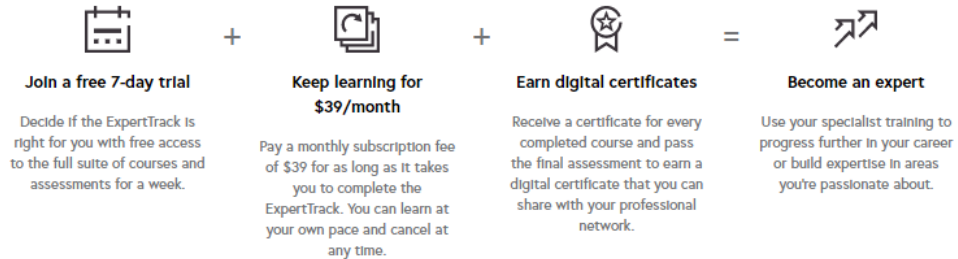 +
+
=
Join a free 7-day trial
Decide if the ExpertTrack is
right for you with free access
to the full suite of courses and
assessments for a week.
Keep learning for
$39/month
Pay a monthly subscription fee
of $39 for as long as it takes
you to complete the
ExpertTrack. You can learn at
your own pace and cancel at
any time.
Earn digital certificates
Receive a certificate for every
completed course and pass
the final assessment to earn a
digital certificate that you can
share with your professional
network.
Become an expert
Use your specialist training to
progress further in your career
or build expertise in areas
you're passionate about.